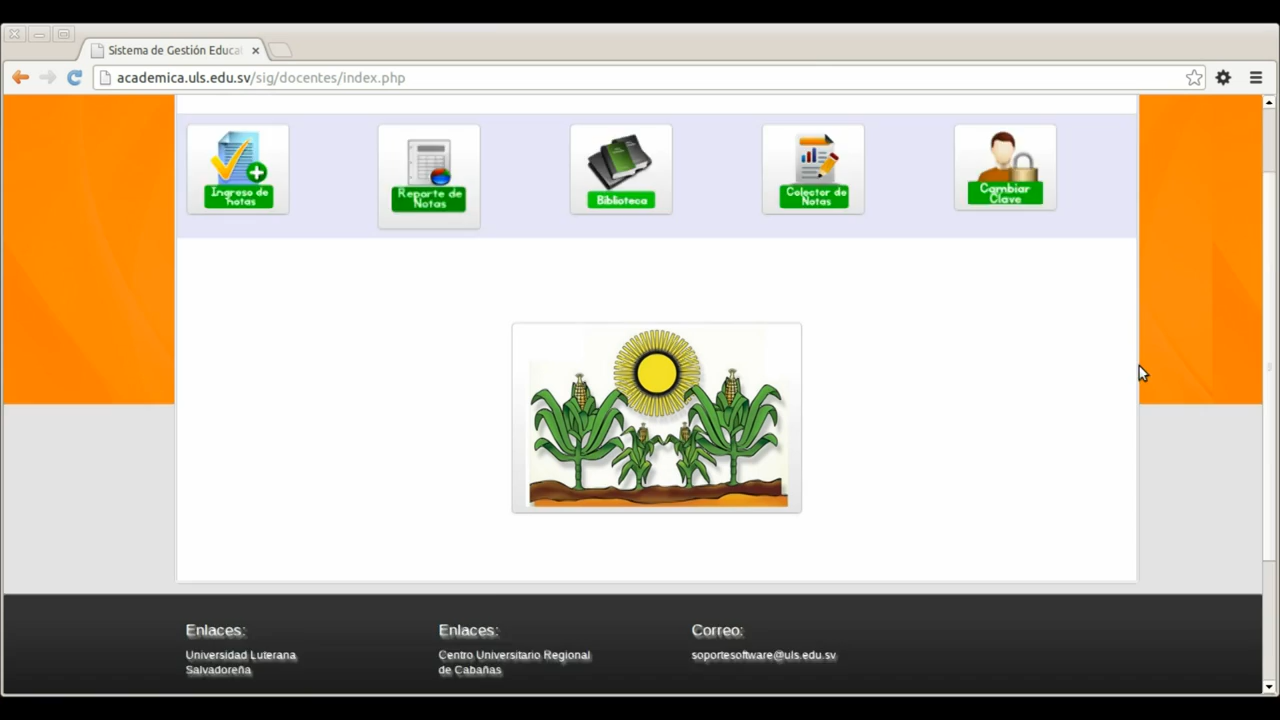 Sistema de Gestión Educa
academica.uls.edu.sv/sig/docentes/index.php
Ingreso de
notas
Reporte de
Notas
Biblioteca
Colector de
Notas
Cambiar
Clave
Enlaces:
Universidad Luterana
Salvadoreña
Enlaces:
Centro Universitario Regional
de Cabañas
Correo:
soportesoftware@uls.edu.sv